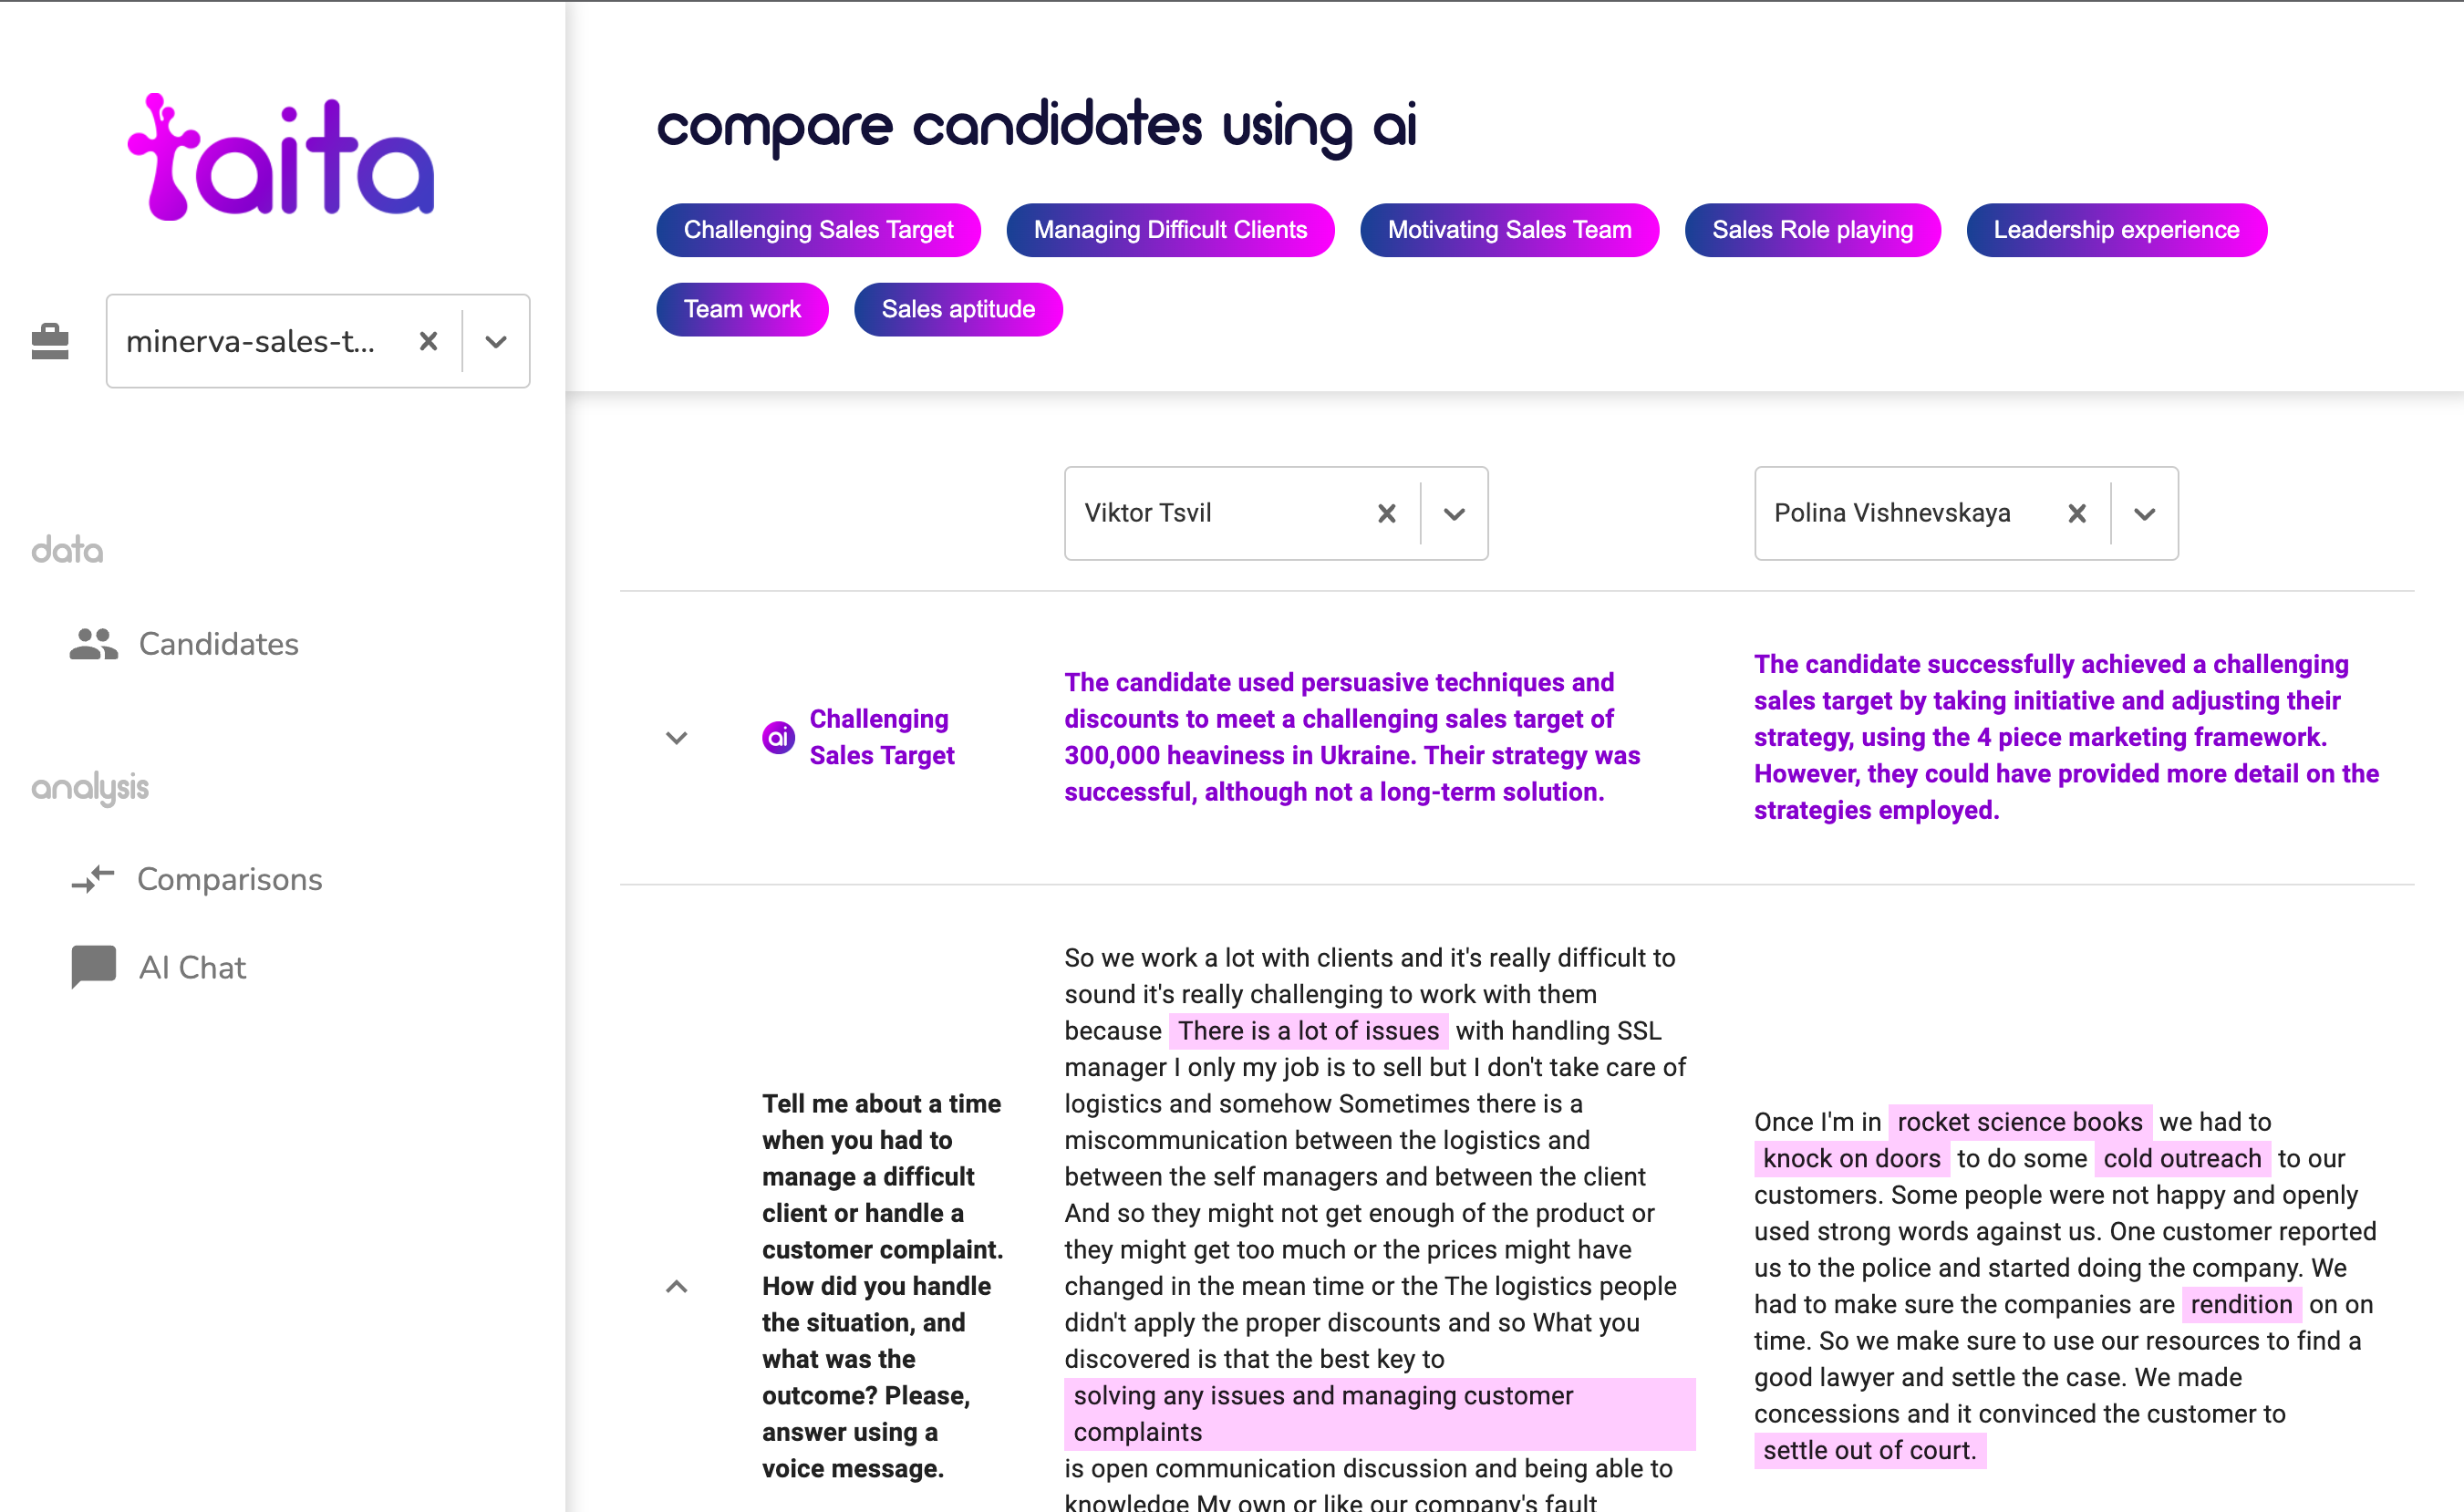 taita
minerva-sales-t...
data
Candidates
analysis
Comparisons
AI Chat
compare candidates using ai
Challenging Sales Target
Managing Difficult Clients
Motivating Sales Team
Sales Role playing
Leadership experience
Team work
Sales aptitude
Viktor Tsvil
Polina Vishnevskaya
ai
Challenging
Sales Target
The candidate used persuasive techniques and
discounts to meet a challenging sales target of
300,000 heaviness in Ukraine. Their strategy was
successful, although not a long-term solution.
The candidate successfully achieved a challenging
sales target by taking initiative and adjusting their
strategy, using the 4 piece marketing framework.
However, they could have provided more detail on the
strategies employed.
Tell me about a time
when you had to
manage a difficult
client or handle a
customer complaint.
How did you handle
the situation, and
what was the
outcome? Please,
answer using a
voice message.
So we work a lot with clients and it's really difficult to
sound it's really challenging to work with them
because There is a lot of issues with handling SSL
manager I only my job is to sell but I don't take care of
logistics and somehow Sometimes there is a
miscommunication between the logistics and
between the self managers and between the client
And so they might not get enough of the product or
they might get too much or the prices might have
changed in the mean time or the The logistics people
didn't apply the proper discounts and so What you
discovered is that the best key to
solving any issues and managing customer
complaints
is open communication discussion and being able to
knowledge My own or like our company's fault
Once I'm in rocket science books we had to
knock on doors to do some cold outreach to our
customers. Some people were not happy and openly
used strong words against us. One customer reported
us to the police and started doing the company. We
had to make sure the companies are rendition on on
time. So we make sure to use our resources to find a
good lawyer and settle the case. We made
concessions and it convinced the customer to
settle out of court.